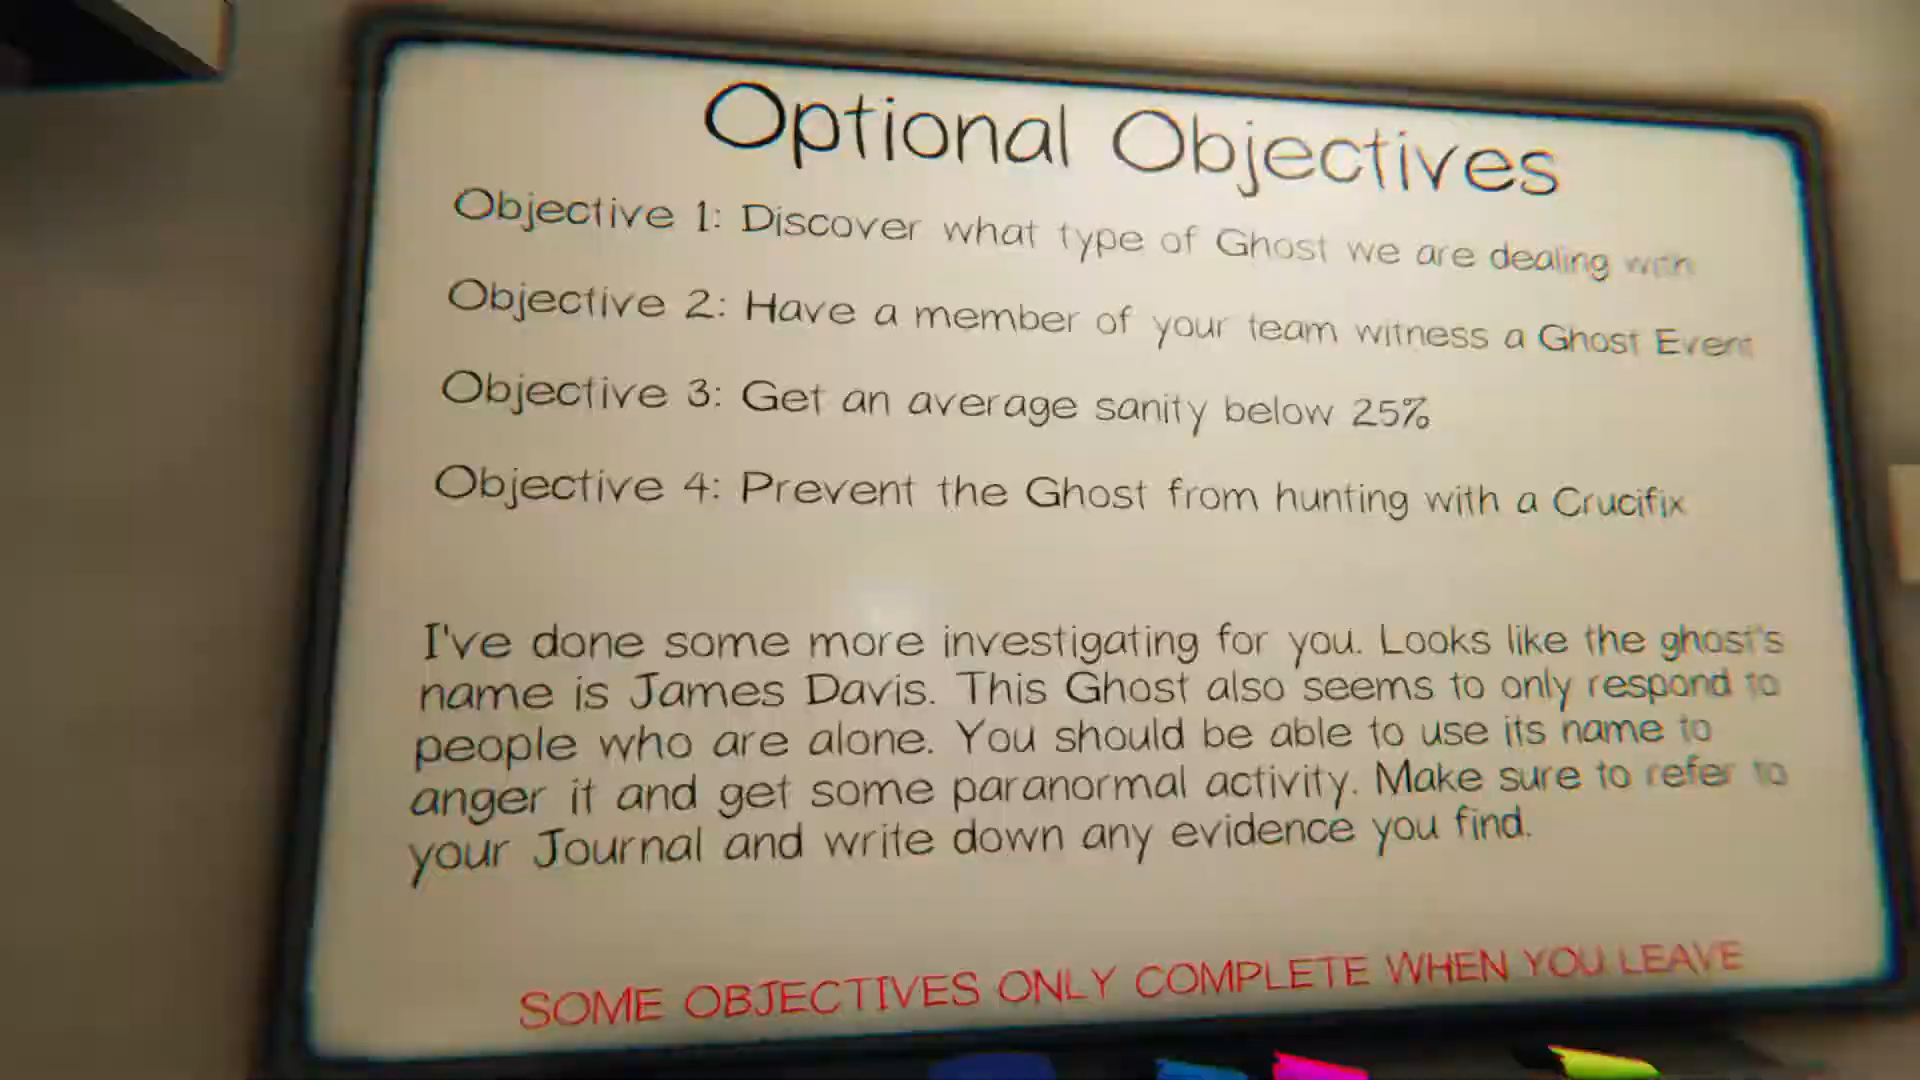 Optional Objectives
Objective 1: Discover what type of Ghost we are dealing with
Objective 2: Have a member of your team witness a Ghost Event
Objective 3: Get an average sanity below 25%
Objective 4: Prevent the Ghost from hunting with a Crucifix
I've done some more investigating for you. Looks like the ghost's
name is James Davis. This Ghost also seems to only respond to
people who are alone. You should be able to use its name to
anger it and get some paranormal activity. Make sure to refer to
your Journal and write down any evidence you find.
SOME OBJECTIVES ONLY COMPLETE WHEN YOU LEAVE